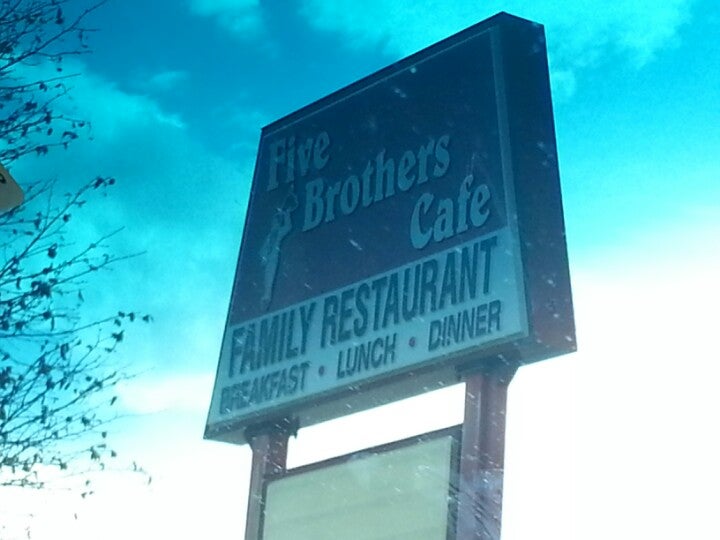 Five
Brothers
Cafe
FAMILY RESTAURANT
BREAKFAST • LUNCH • DINNER